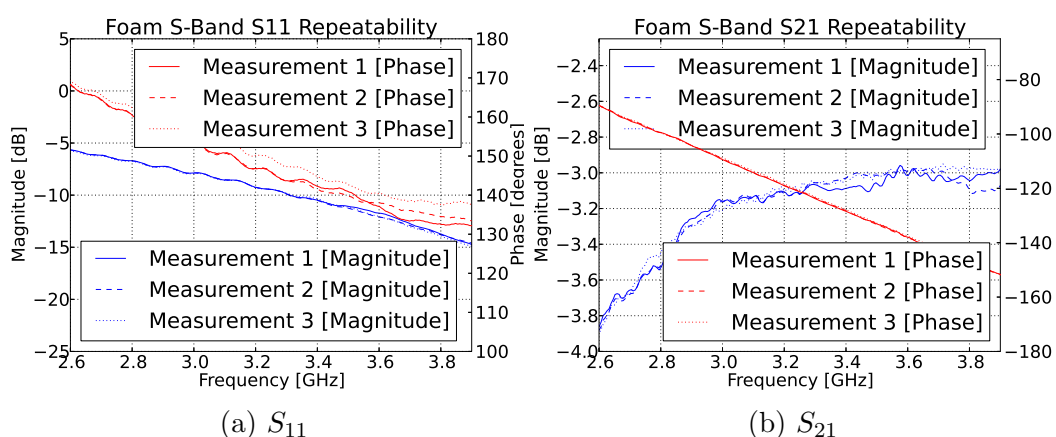 Foam S-Band S11 Repeatability
Magnitude [dB]
5
0
−5
−10
−15
−20
−25
Measurement 1 [Phase]
Measurement 2 [Phase]
Measurement 3 [Phase]
Measurement 1 [Magnitude]
Measurement 2 [Magnitude]
Measurement 3 [Magnitude]
180
170
160
150
140
130
120
110
100
Phase [degrees]
2.6 2.8 3.0 3.2 3.4 3.6 3.8
Frequency [GHz]
(a) S11
Foam S-Band S21 Repeatability
Magnitude [dB]
−2.4
−2.6
−2.8
−3.0
−3.2
−3.4
−3.6
−3.8
−4.0
Measurement 1 [Magnitude]
Measurement 2 [Magnitude]
Measurement 3 [Magnitude]
Measurement 1 [Phase]
Measurement 2 [Phase]
Measurement 3 [Phase]
−80
−100
−120
−140
−160
−180
2.6 2.8 3.0 3.2 3.4 3.6 3.8
Frequency [GHz]
(b) S21